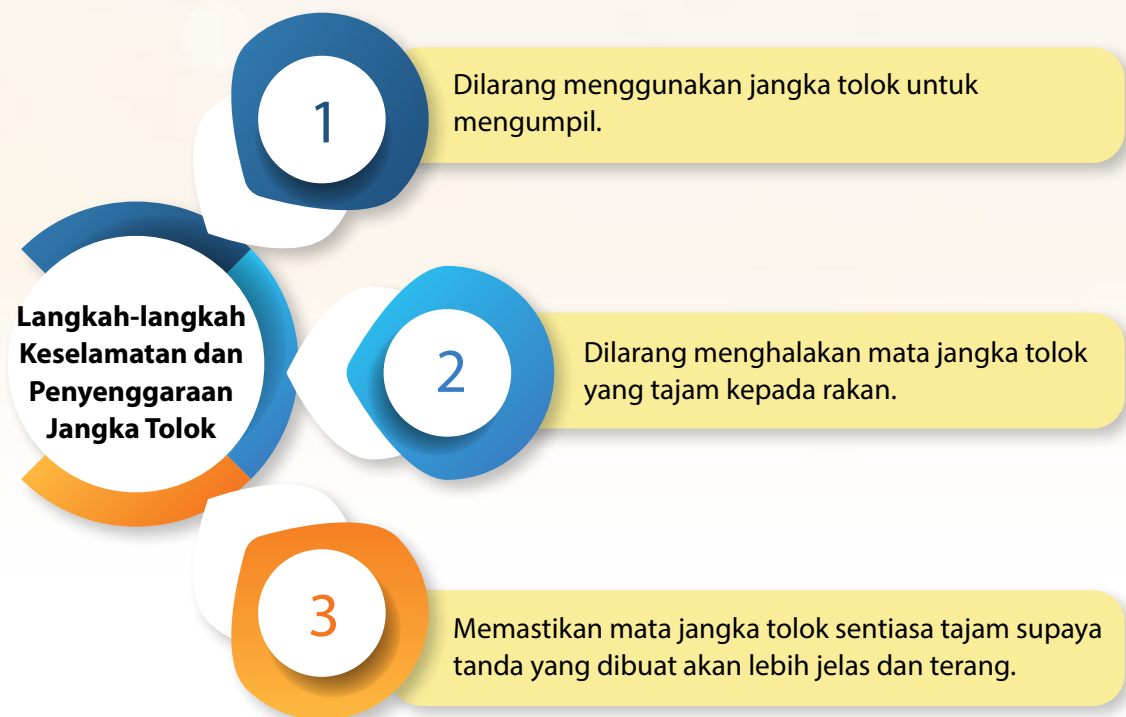 Langkah-langkah
Keselamatan dan
Penyenggaraan
Jangka Tolok
1
Dilarang menggunakan jangka tolok untuk
mengumpil.
2
Dilarang menghalakan mata jangka tolok
yang tajam kepada rakan.
3
Memastikan mata jangka tolok sentiasa tajam supaya
tanda yang dibuat akan lebih jelas dan terang.